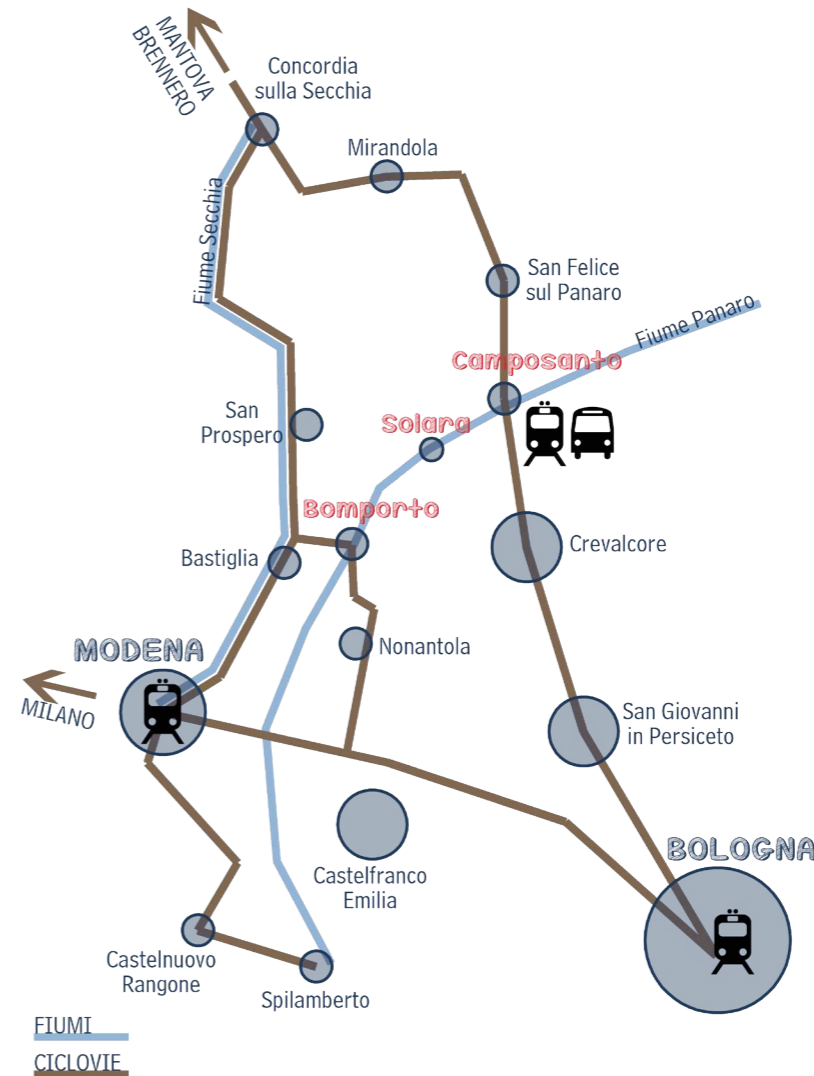 MANTOVA
BRENNERO
Concordia
sulla Secchia
Mirandola
Fiume Secchia
San Felice
sul Panaro
Fiume Panaro
Camposanto
San
Prospero
Solara
Bomporto
Bastiglia
Crevalcore
MODENA
Nonantola
MILANO
San Giovanni
in Persiceto
BOLOGNA
Castelfranco
Emilia
Castelnuovo
Rangone
Spilamberto
FIUMI
CICLOVIE